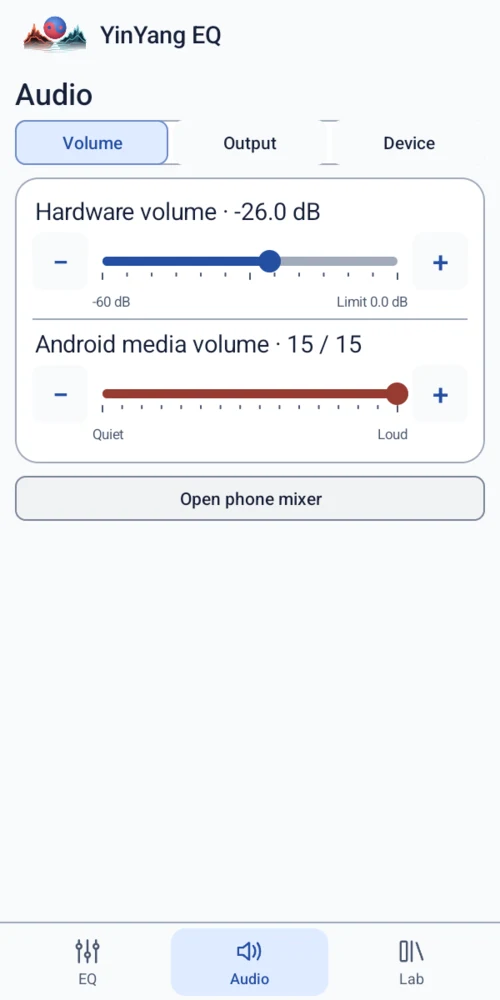 YinYang EQ
Audio
Volume
Output
Device
Hardware volume · -26.0 dB
−
+
-60 dB
Limit 0.0 dB
Android media volume · 15 / 15
−
+
Quiet
Loud
Open phone mixer
EQ
Audio
Lab